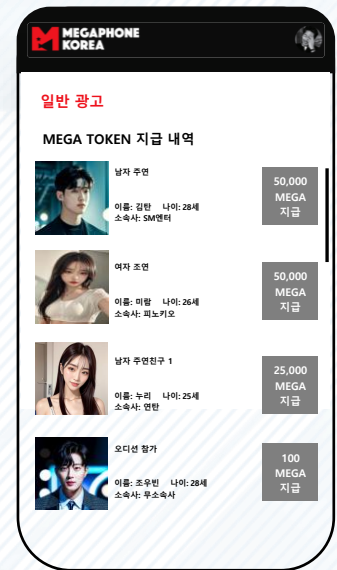 MEGAPHONE
KOREA
일반 광고
MEGA TOKEN 지급 내역
남자 주연
이름: 김탄 나이: 28세
소속사: SM엔터
50,000
MEGA
지급
여자 조연
이름: 미람 나이: 26세
소속사: 피노키오
50,000
MEGA
지급
남자 주연친구 1
이름: 누리 나이: 25세
소속사: 연탄
25,000
MEGA
지급
오디션 참가
이름: 조우빈 나이: 28세
소속사: 무소속사
100
MEGA
지급